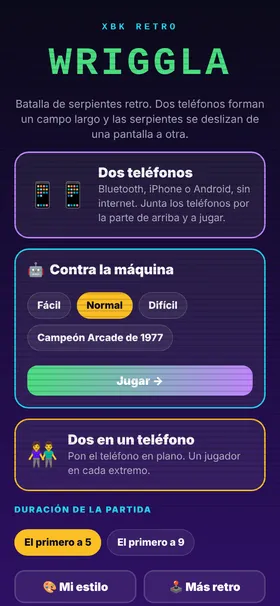 XBK RETRO
WRIGGLA
Batalla de serpientes retro. Dos teléfonos forman
un campo largo y las serpientes se deslizan de
una pantalla a otra.
Dos teléfonos
Bluetooth, iPhone o Android, sin
internet. Junta los teléfonos por
la parte de arriba y a jugar.
Contra la máquina
Fácil
Normal
Difícil
Campeón Arcade de 1977
Jugar →
Dos en un teléfono
Pon el teléfono en plano. Un jugador
en cada extremo.
DURACIÓN DE LA PARTIDA
El primero a 5
El primero a 9
Mi estilo
Más retro